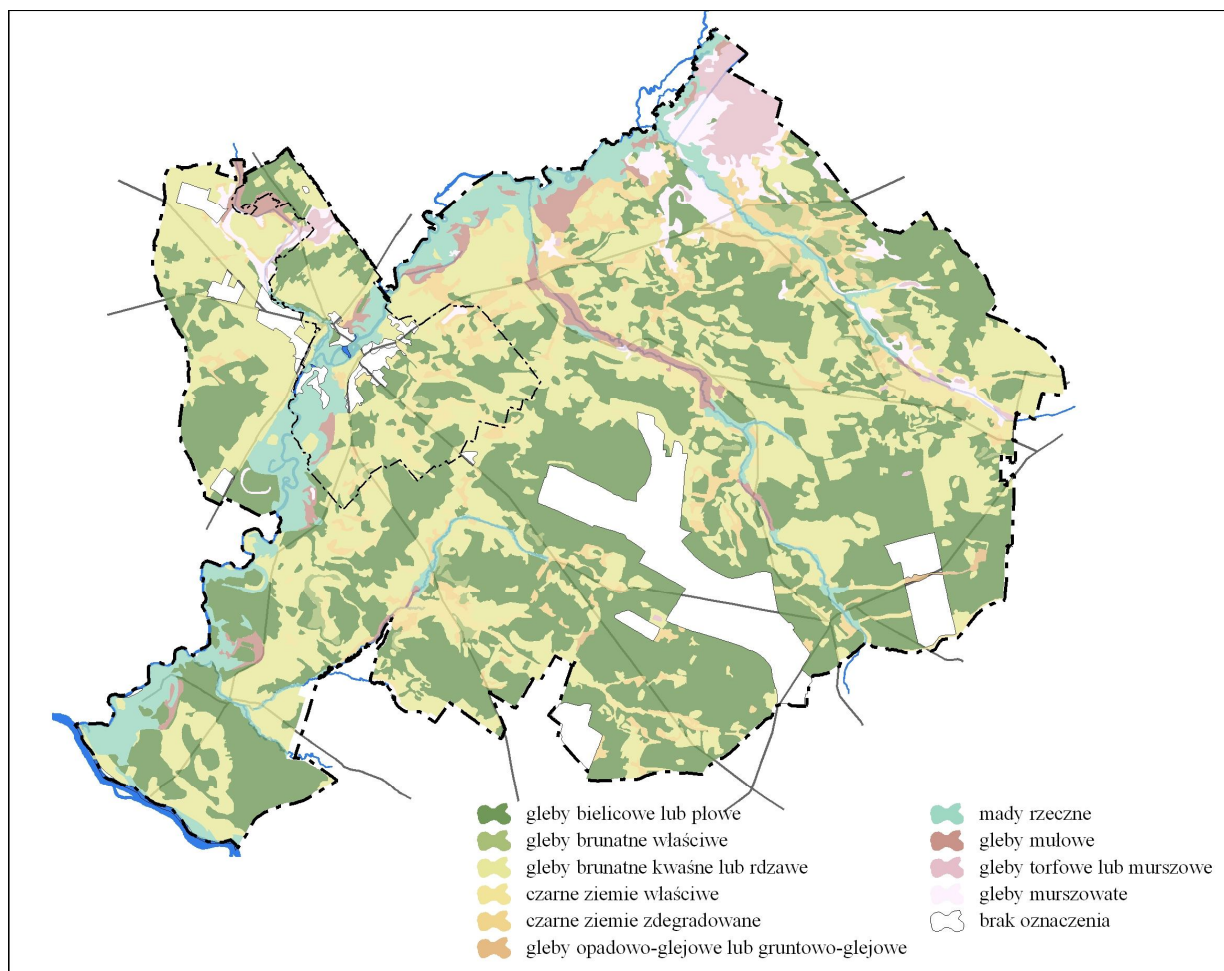 gleby bielicowe lub płowe
gleby brunatne właściwe
gleby brunatne kwaśne lub rdzawe
czarne ziemie właściwe
czarne ziemie zdegradowane
gleby opadowo-glejowe lub gruntowo-glejowe
mady rzeczne
gleby mułowe
gleby torfowe lub murszowe
gleby murszowate
brak oznaczenia